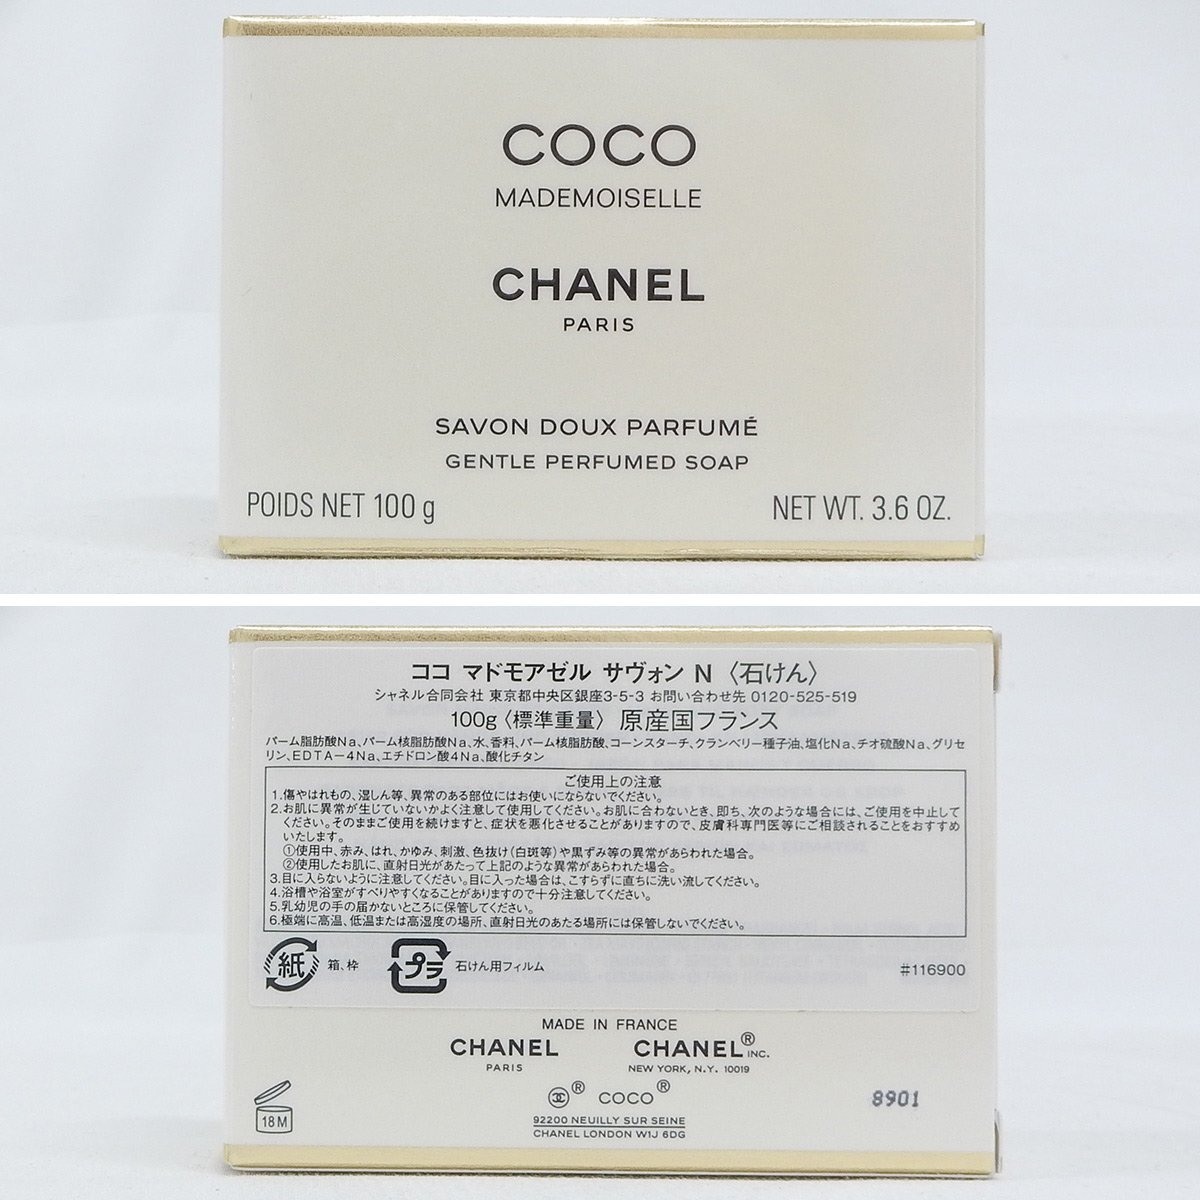 COCO
MADEMOISELLE
CHANEL
PARIS
SAVON DOUX PARFUMÉ
GENTLE PERFUMED SOAP
POIDS NET 100 g
NET WT. 3.6 OZ.
ココ マドモアゼル サヴォン N 〈石けん〉
シャネル合同会社 東京都中央区銀座3-5-3 お問い合わせ先 0120-525-519
100g〈標準重量〉 原産国フランス
パーム脂肪酸Na、パーム核脂肪酸Na、水、香料、パーム核脂肪酸、コーンスターチ、クランベリー種子油、塩化Na、チオ硫酸Na、グリセ
リン、EDTA−4Na、エチドロン酸4Na、酸化チタン
ご使用上の注意
1.傷やはれもの、湿しん等、異常のある部位にはお使いにならないでください。
2.お肌に異常が生じていないかよく注意して使用してください。お肌に合わないとき、即ち、次のような場合には、ご使用を中止して
ください。そのままご使用を続けますと、症状を悪化させることがありますので、皮膚科専門医等にご相談されることをおすすめ
いたします。
①使用中、赤み、はれ、かゆみ、刺激、色抜け(白斑等)や黒ずみ等の異常があらわれた場合。
②使用したお肌に、直射日光があたって上記のような異常があらわれた場合。
3.目に入らないように注意してください。目に入った場合は、こすらずに直ちに洗い流してください。
4.浴槽や浴室がすべりやすくなることがありますので十分注意してください。
5.乳幼児の手の届かないところに保管してください。
6.極端に高温、低温または高湿度の場所、直射日光のあたる場所には保管しないでください。
紙 箱、枠 プラ 石けん用フィルム #116900
MADE IN FRANCE
CHANEL
PARIS
CHANEL® INC.
NEW YORK, N.Y. 10019
® COCO®
92200 NEUILLY SUR SEINE
CHANEL LONDON W1J 6DG
18 M
8901